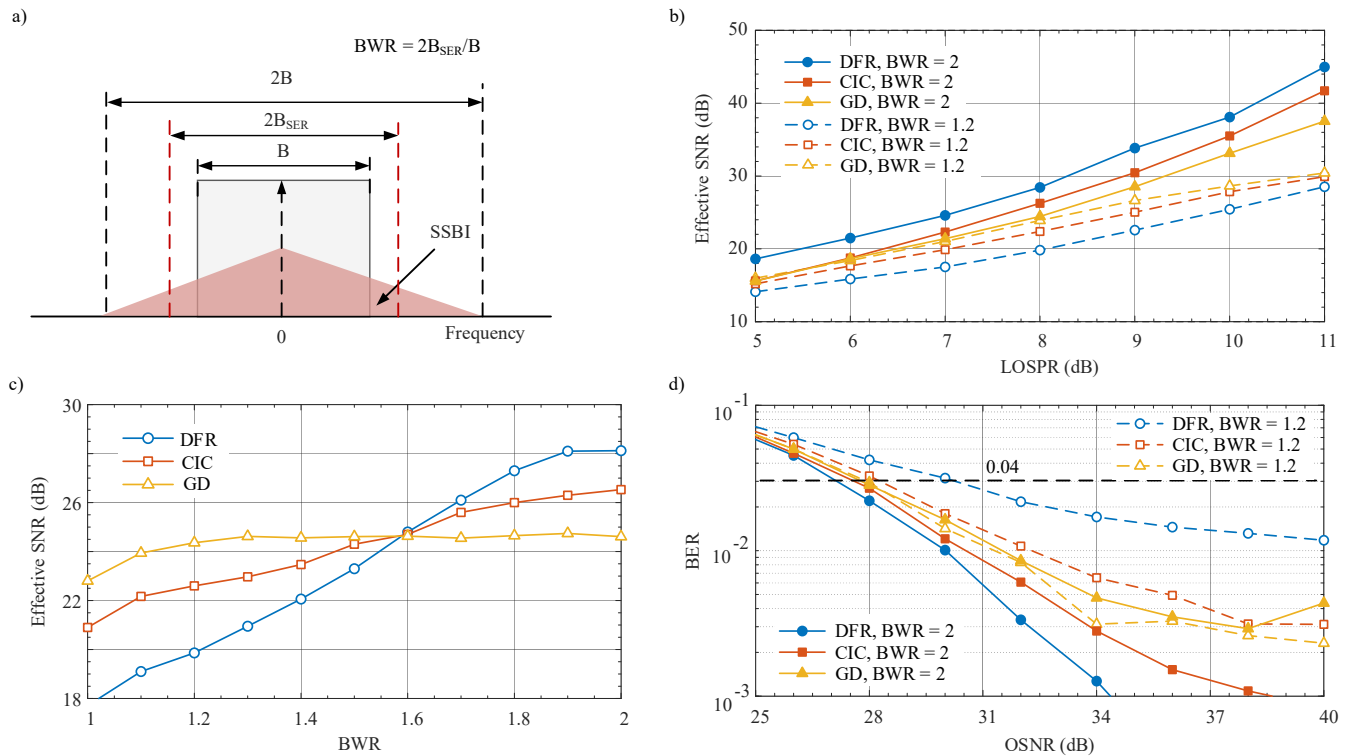 a)
BWR = 2B_SER/B
2B
2B_SER
B
SSBI
0
Frequency
b)
50
40
30
20
10
Effective SNR (dB)
DFR, BWR = 2
CIC, BWR = 2
GD, BWR = 2
DFR, BWR = 1.2
CIC, BWR = 1.2
GD, BWR = 1.2
5 6 7 8 9 10 11
LOSPR (dB)
c)
30
26
22
18
Effective SNR (dB)
DFR
CIC
GD
1 1.2 1.4 1.6 1.8 2
BWR
d)
10^-1
10^-2
10^-3
BER
DFR, BWR = 1.2
CIC, BWR = 1.2
GD, BWR = 1.2
0.04
DFR, BWR = 2
CIC, BWR = 2
GD, BWR = 2
25 28 31 34 37 40
OSNR (dB)